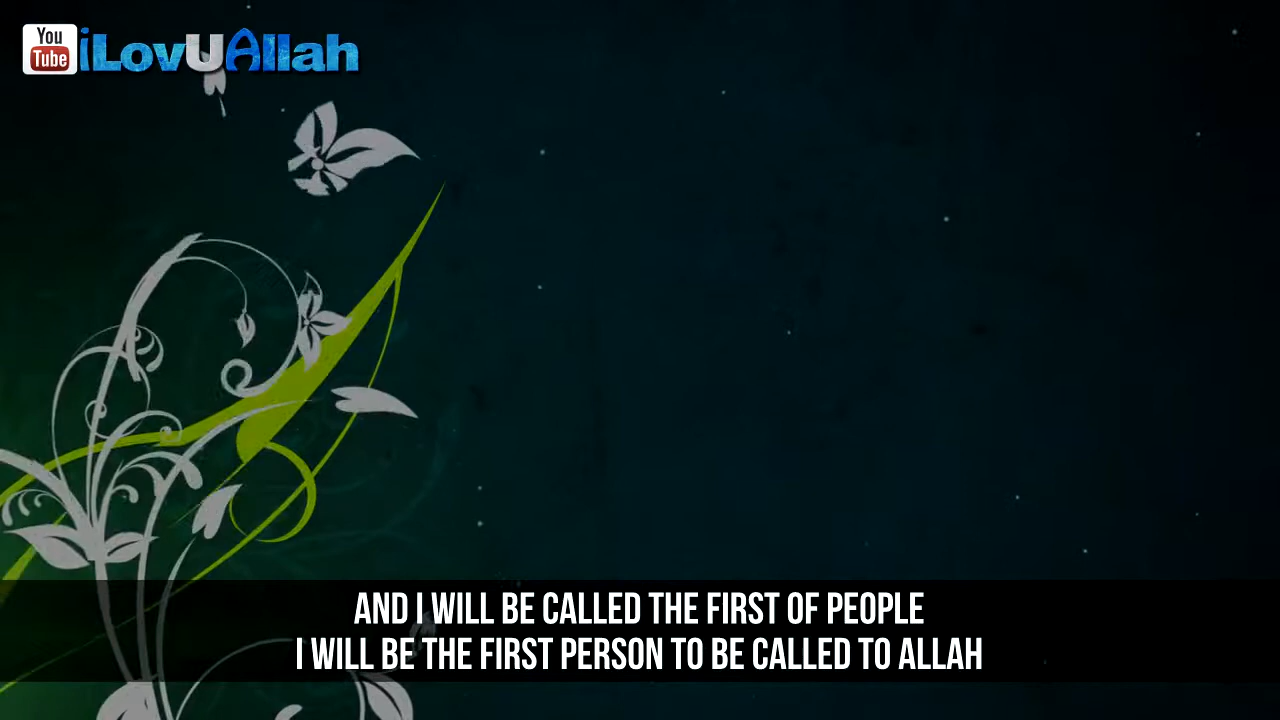 You
Tube
iLovUAllah
AND I WILL BE CALLED THE FIRST OF PEOPLE
I WILL BE THE FIRST PERSON TO BE CALLED TO ALLAH